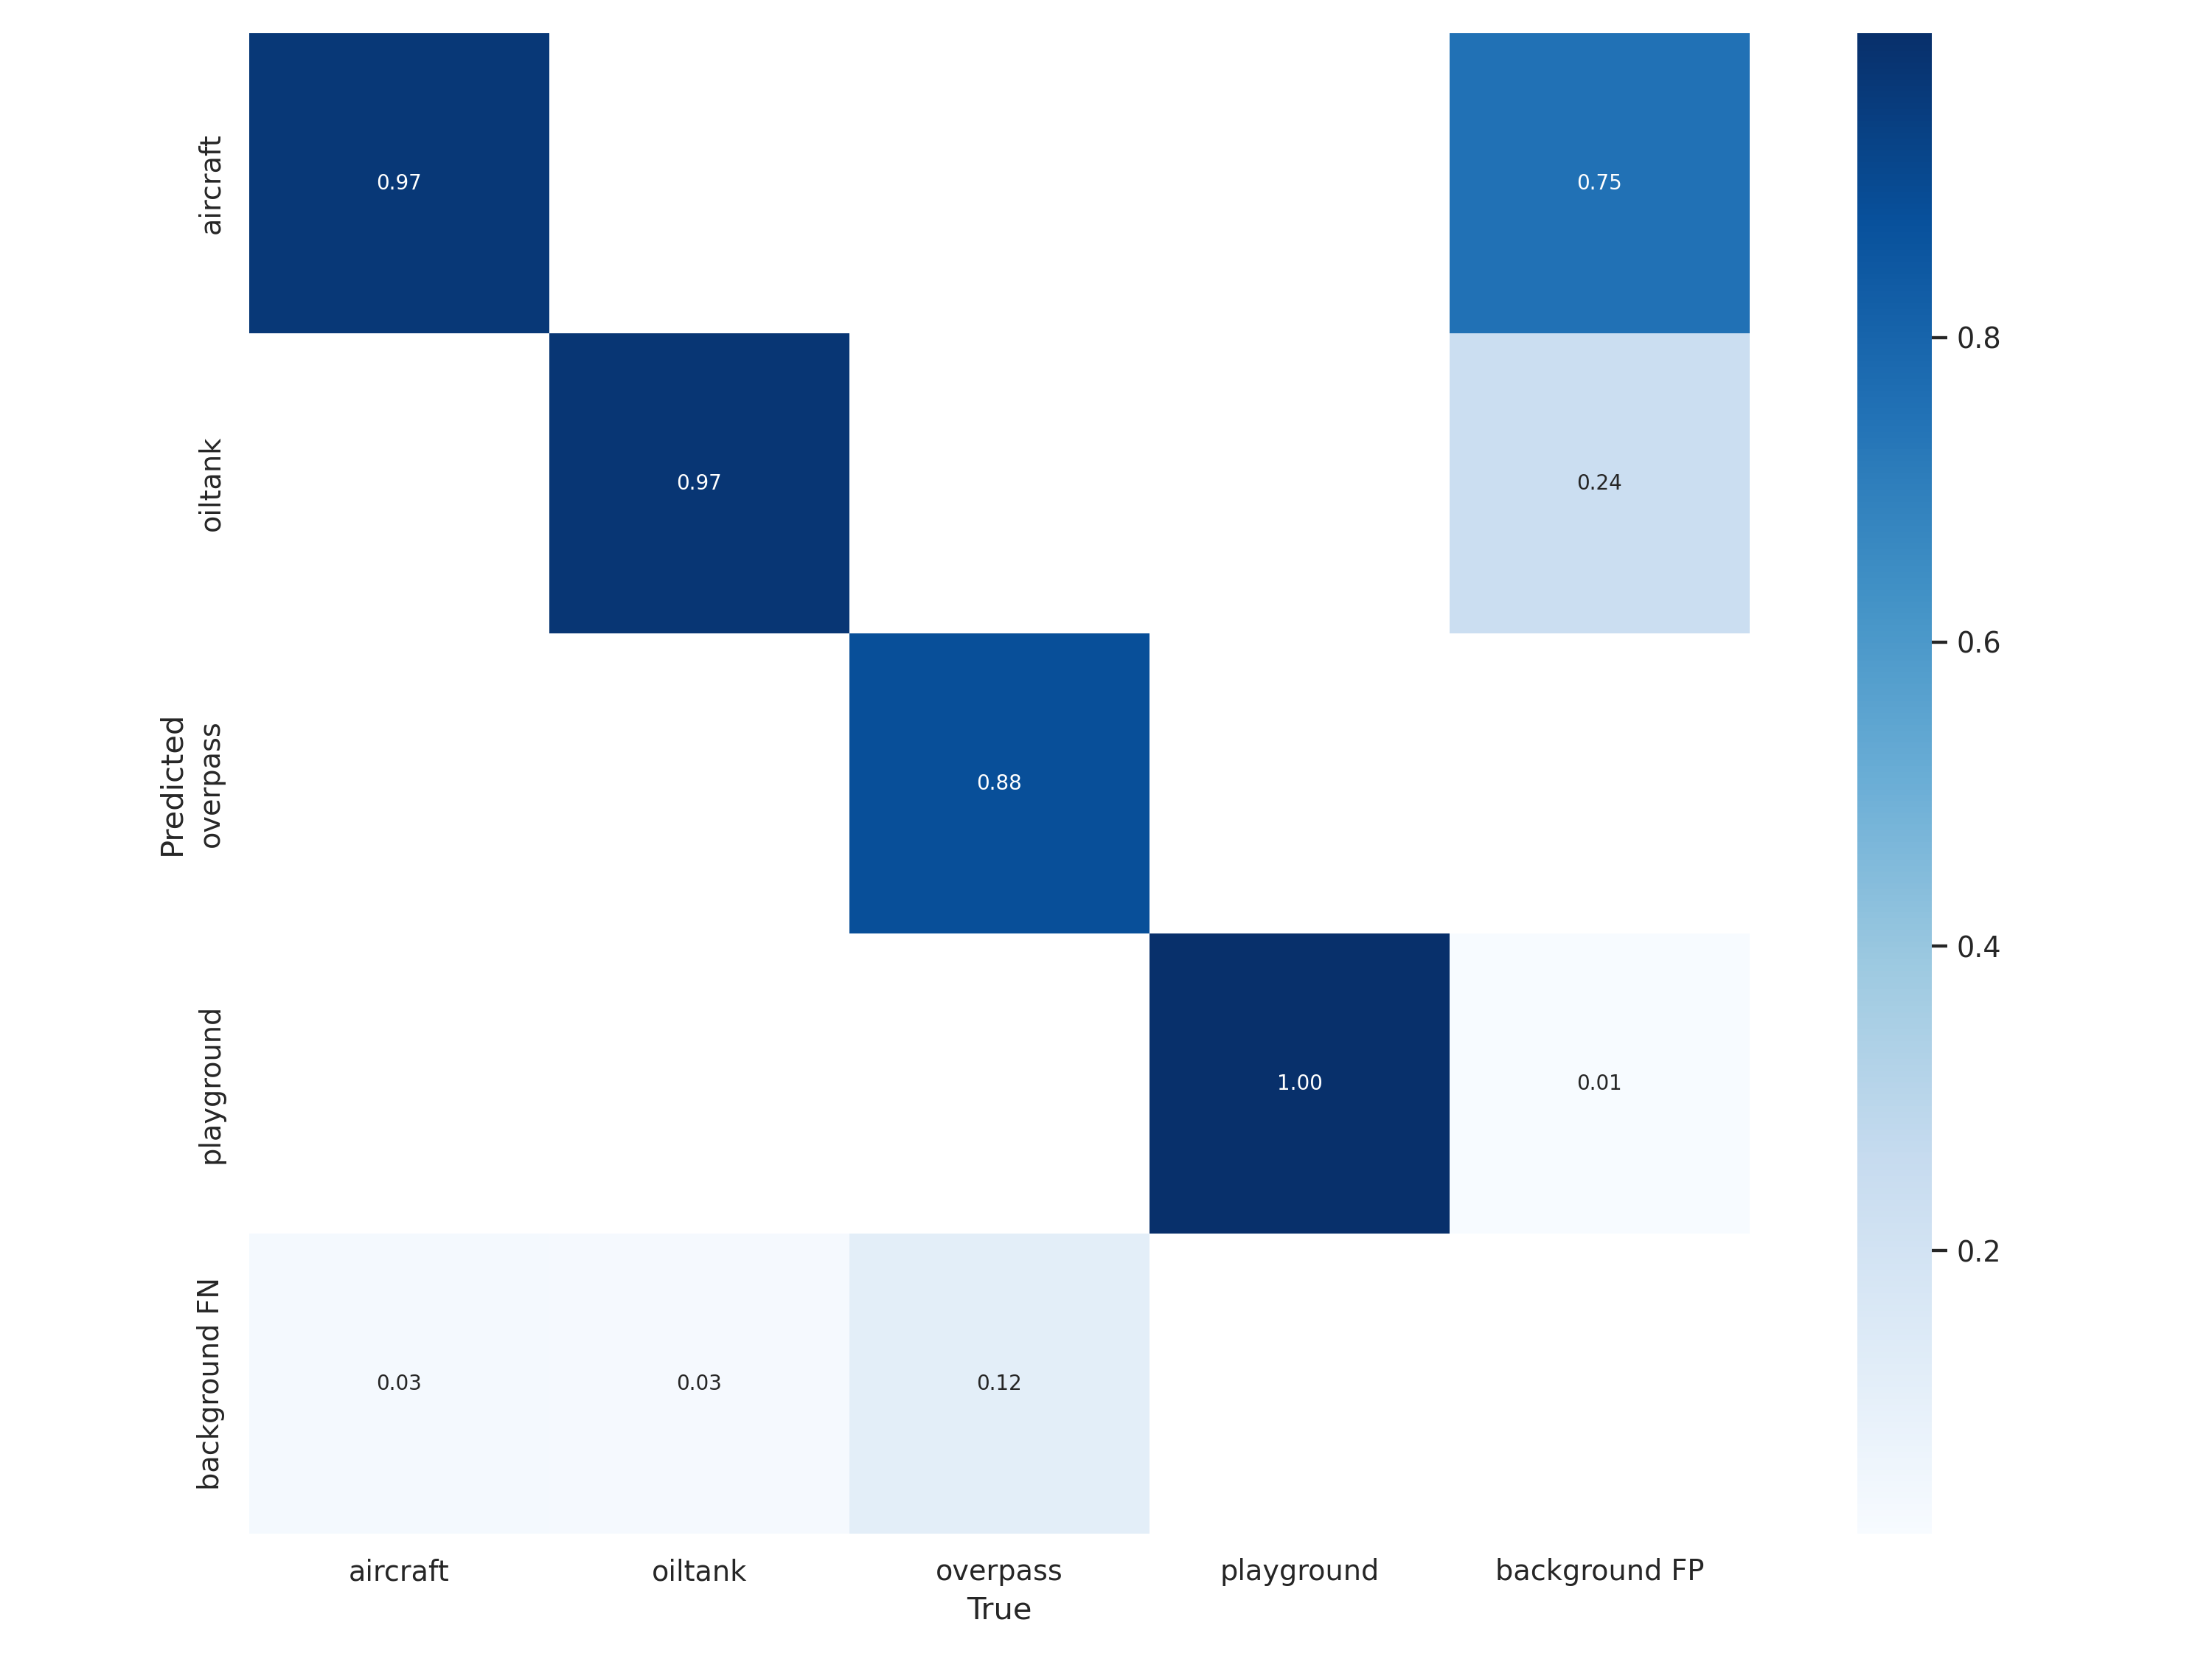 aircraft
0.97
0.75
0.8
oiltank
0.97
0.24
0.6
Predicted
overpass
0.88
0.4
playground
1.00
0.01
0.2
background FN
0.03
0.03
0.12
aircraft
oiltank
overpass
playground
background FP
True